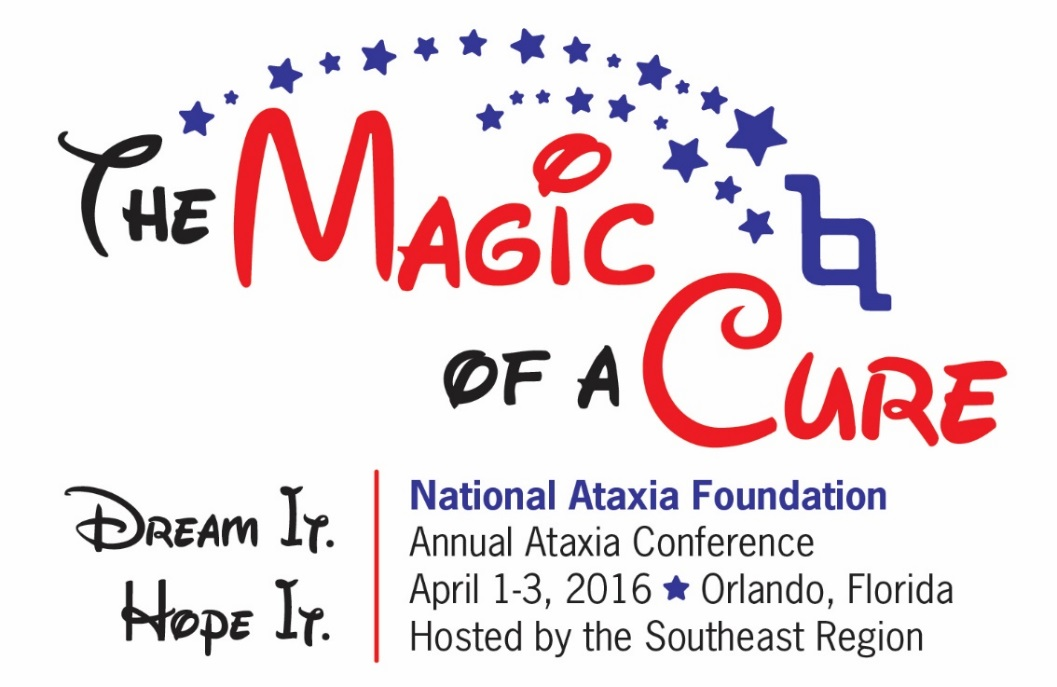 The Magic
of a Cure
Dream It.
Hope It.
National Ataxia Foundation
Annual Ataxia Conference
April 1-3, 2016 ★ Orlando, Florida
Hosted by the Southeast Region